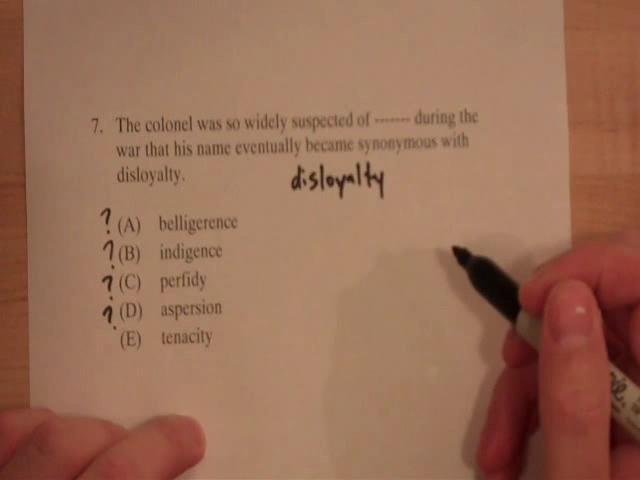 7. The colonel was so widely suspected of ------- during the
war that his name eventually became synonymous with
disloyalty.
disloyalty
? (A) belligerence
? (B) indigence
? (C) perfidy
? (D) aspersion
(E) tenacity